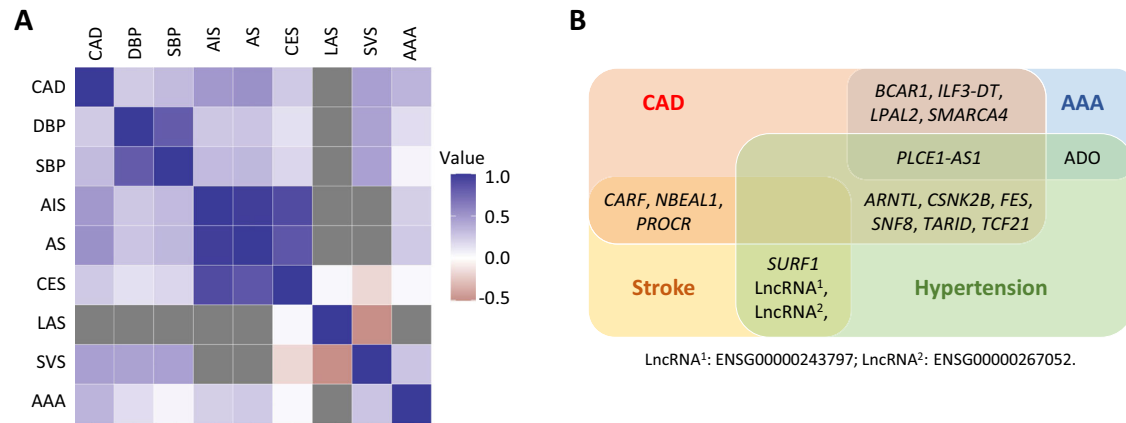 A
CAD DBP SBP AIS AS CES LAS SVS AAA
CAD
DBP
SBP
AIS
AS
CES
LAS
SVS
AAA
Value
1.0
0.5
0.0
-0.5
B
CAD
BCAR1, ILF3-DT,
LPAL2, SMARCA4
AAA
PLCE1-AS1
ADO
CARF, NBEAL1,
PROCR
ARNTL, CSNK2B, FES,
SNF8, TARID, TCF21
Stroke
SURF1
LncRNA¹,
LncRNA²,
Hypertension
LncRNA¹: ENSG00000243797; LncRNA²: ENSG00000267052.